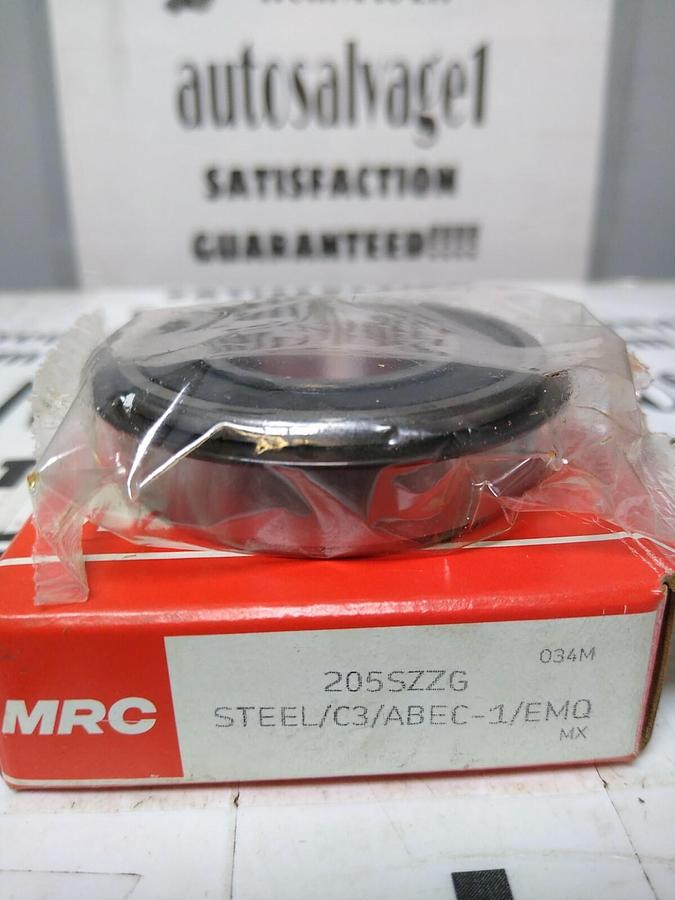 autosalvage1
SATISFACTION
GUARANTEED!!!!
034M
205SZZG
MRC
STEEL/C3/ABEC-1/EMQ
MX